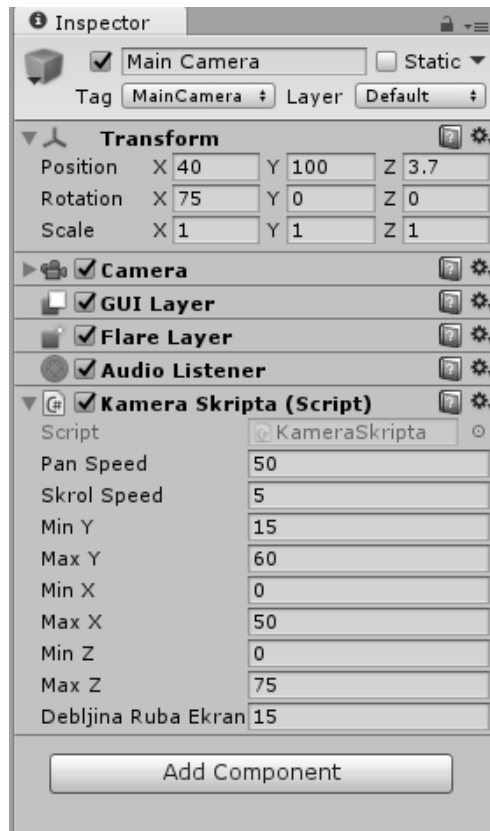 Inspector
Main Camera Static
Tag MainCamera Layer Default
Transform
Position X 40 Y 100 Z 3.7
Rotation X 75 Y 0 Z 0
Scale X 1 Y 1 Z 1
Camera
GUI Layer
Flare Layer
Audio Listener
Kamera Skripta (Script)
Script KameraSkripta
Pan Speed 50
Skrol Speed 5
Min Y 15
Max Y 60
Min X 0
Max X 50
Min Z 0
Max Z 75
Debljina Ruba Ekran 15
Add Component